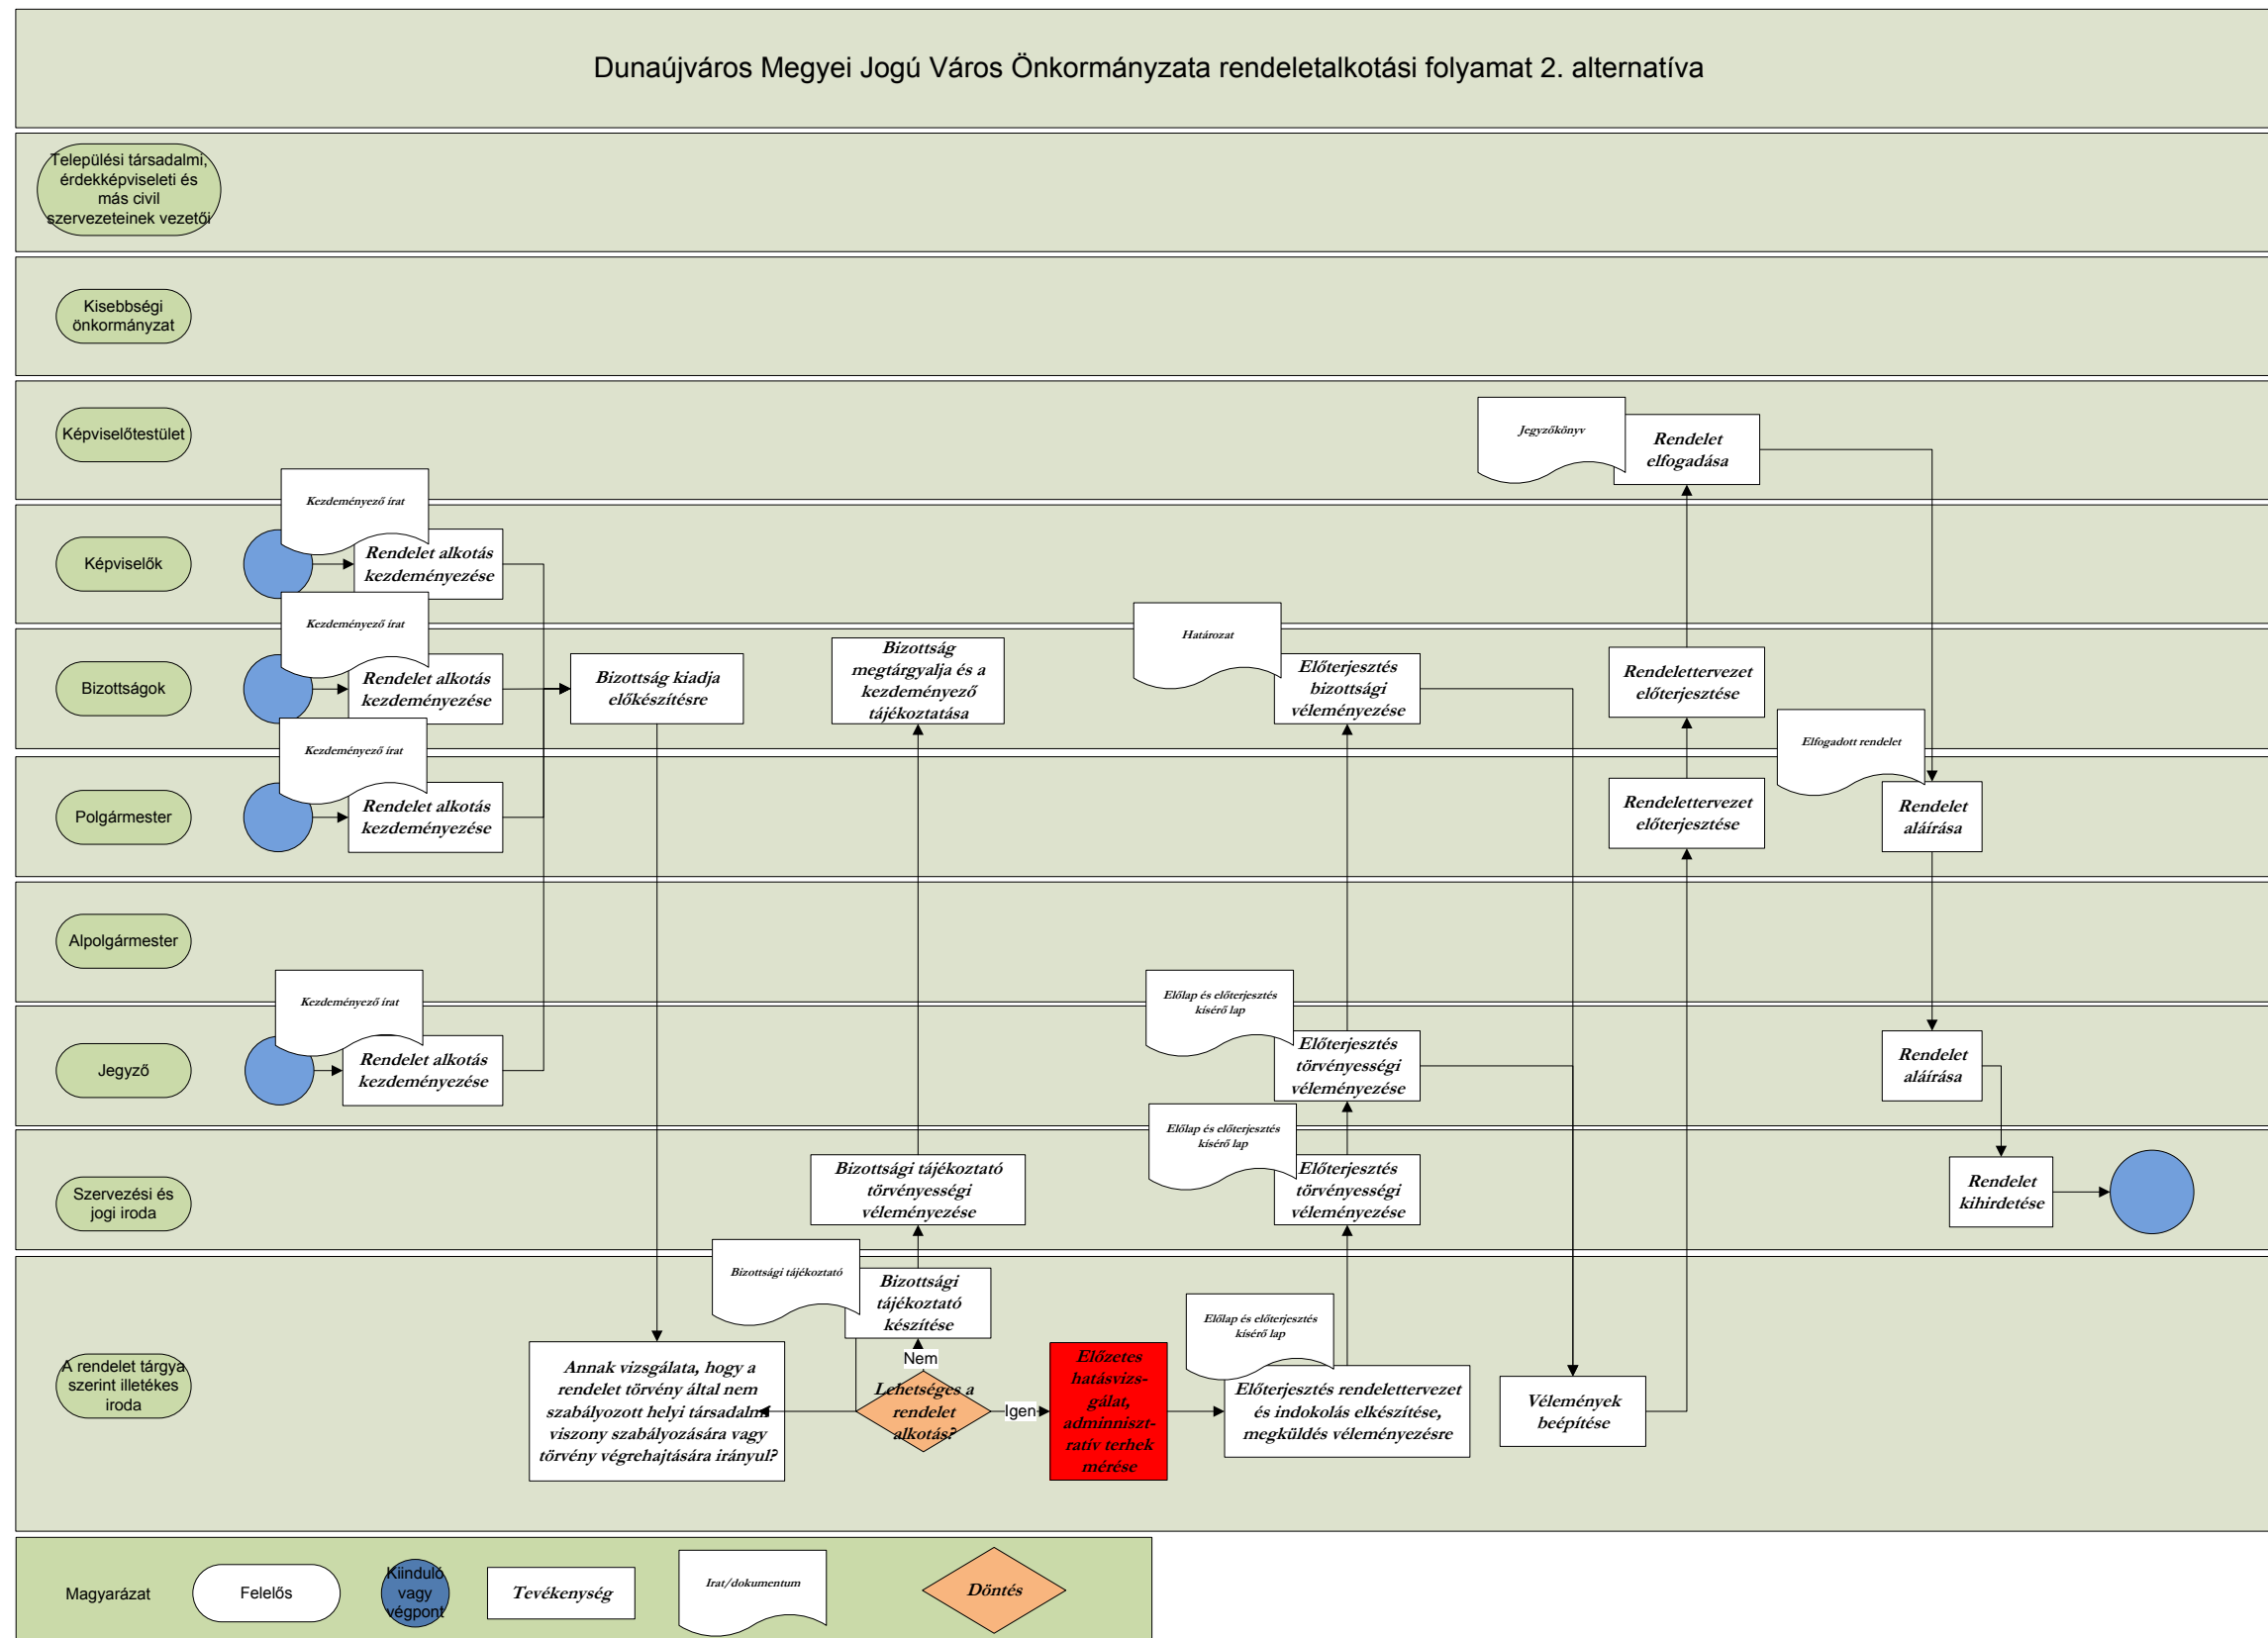 Dunaújváros Megyei Jogú Város Önkormányzata rendeletalkotási folyamat 2. alternatíva
Települési társadalmi,
érdekképviseleti és
más civil
szervezeteinek vezetői
Kisebbségi
önkormányzat
Képviselőtestület
Jegyzőkönyv
Rendelet
elfogadása
Képviselők
Kezdeményező irat
Rendelet alkotás
kezdeményezése
Bizottságok
Kezdeményező irat
Rendelet alkotás
kezdeményezése
Bizottság kiadja
előkészítésre
Bizottság
megtárgyalja és a
kezdeményező
tájékoztatása
Határozat
Előterjesztés
bizottsági
véleményezése
Rendelettervezet
előterjesztése
Polgármester
Kezdeményező irat
Rendelet alkotás
kezdeményezése
Rendelettervezet
előterjesztése
Elfogadott rendelet
Rendelet
aláírása
Alpolgármester
Jegyző
Kezdeményező irat
Rendelet alkotás
kezdeményezése
Előlap és előterjesztés
kísérő lap
Előterjesztés
törvényességi
véleményezése
Rendelet
aláírása
Szervezési és
jogi iroda
Bizottsági tájékoztató
törvényességi
véleményezése
Előlap és előterjesztés
kísérő lap
Előterjesztés
törvényességi
véleményezése
Rendelet
kihirdetése
A rendelet tárgya
szerint illetékes
iroda
Annak vizsgálata, hogy a
rendelet törvény által nem
szabályozott helyi társadalmi
viszony szabályozására vagy
törvény végrehajtására irányul?
Bizottsági tájékoztató
Bizottsági
tájékoztató
készítése
Nem
Lehetséges a
rendelet
alkotás?
Igen
Előzetes
hatásvizs-
gálat,
adminniszt-
ratív terhek
mérése
Előlap és előterjesztés
kísérő lap
Előterjesztés rendelettervezet
és indokolás elkészítése,
megküldés véleményezésre
Vélemények
beépítése
Magyarázat
Felelős
Kiinduló
vagy
végpont
Tevékenység
Irat/dokumentum
Döntés